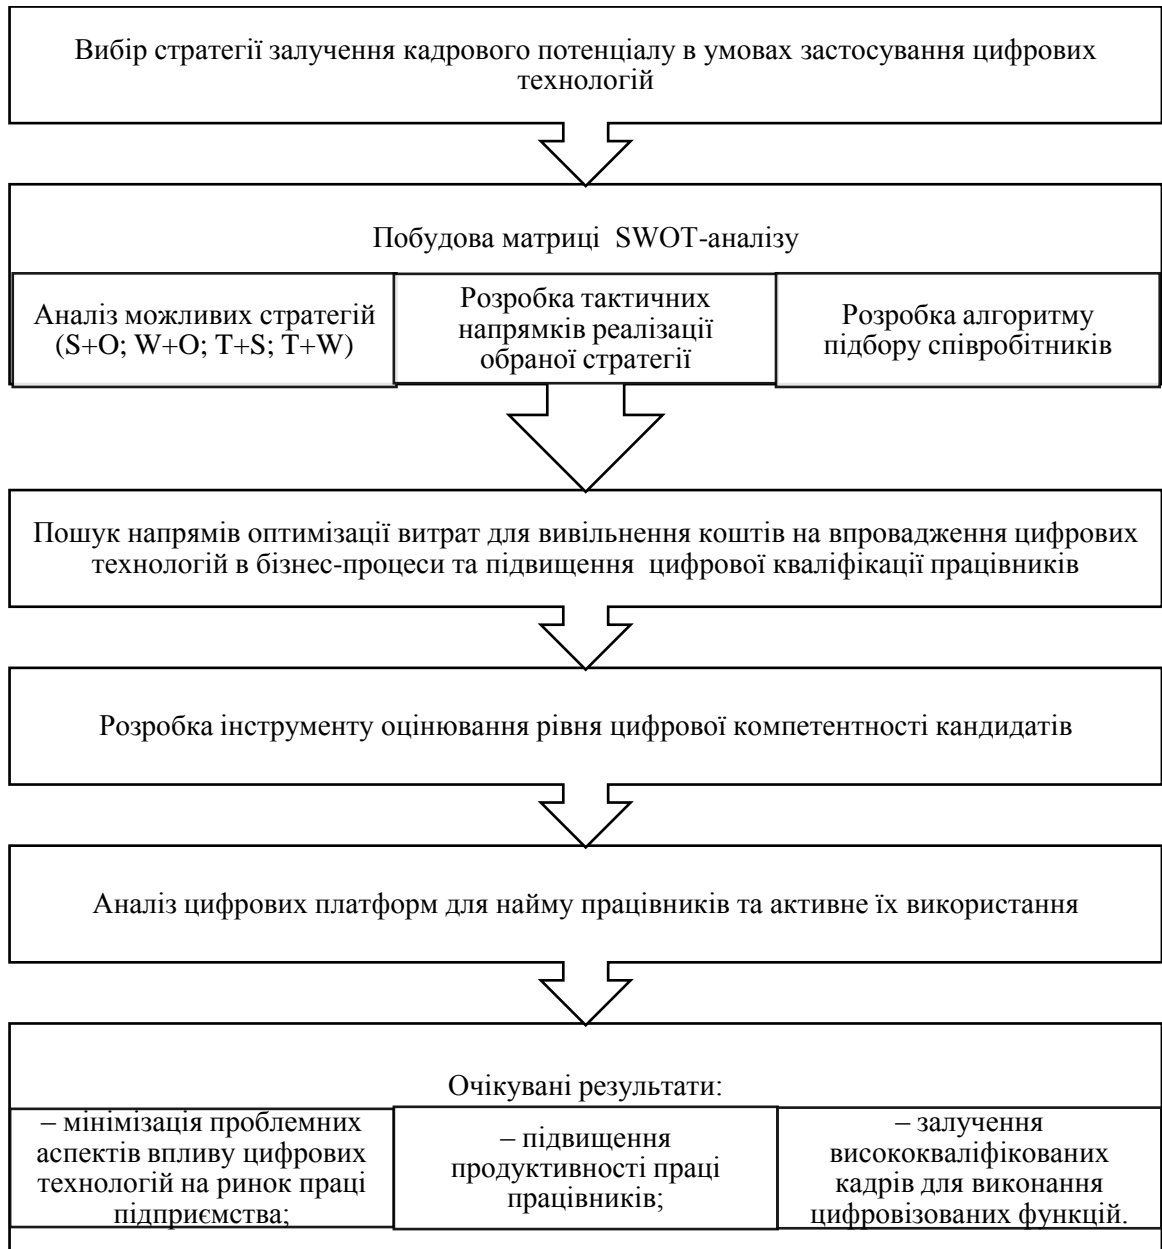 Вибір стратегії залучення кадрового потенціалу в умовах застосування цифрових
технологій
Побудова матриці SWOT-аналізу
Аналіз можливих стратегій
(S+O; W+O; T+S; T+W)
Розробка тактичних
напрямків реалізації
обраної стратегії
Розробка алгоритму
підбору співробітників
Пошук напрямів оптимізації витрат для вивільнення коштів на впровадження цифрових
технологій в бізнес-процеси та підвищення цифрової кваліфікації працівників
Розробка інструменту оцінювання рівня цифрової компетентності кандидатів
Аналіз цифрових платформ для найму працівників та активне їх використання
Очікувані результати:
– мінімізація проблемних
аспектів впливу цифрових
технологій на ринок праці
підприємства;
– підвищення
продуктивності праці
працівників;
– залучення
висококваліфікованих
кадрів для виконання
цифровізованих функцій.